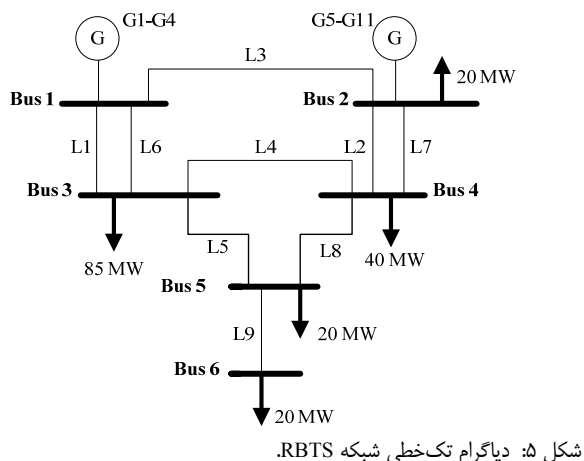 G1-G4
G5-G11
G
G
L3
20 MW
Bus 1
Bus 2
L1
L6
L4
L2
L7
Bus 3
Bus 4
85 MW
L5
L8
40 MW
Bus 5
20 MW
L9
Bus 6
20 MW
شکل ۵: دیاگرام تک‌خطی شبکه RBTS.